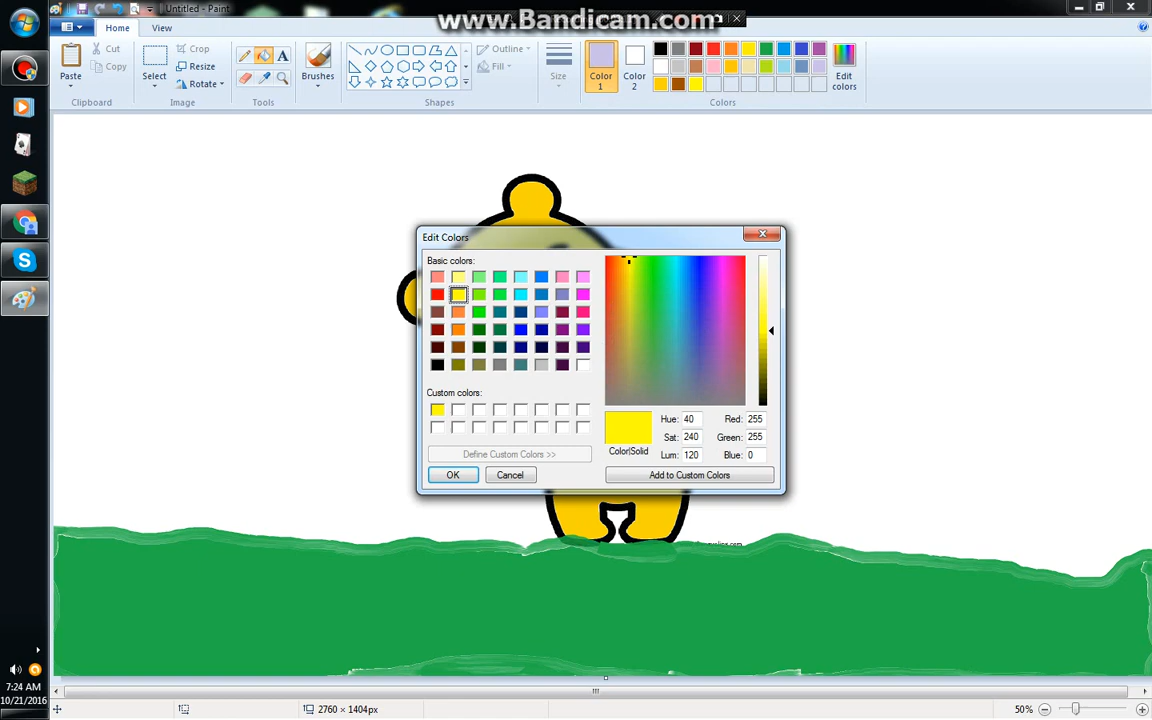 Untitled - Paint
www.Bandicam.com
Home
View
Paste
Cut
Copy
Clipboard
Select
Crop
Resize
Rotate
Image
Tools
Brushes
Outline
Fill
Shapes
Size
Color
1
Color
2
Edit
colors
Colors
Edit Colors
Basic colors:
Custom colors:
Define Custom Colors >>
OK
Cancel
Hue: 40
Sat: 240
Lum: 120
Red: 255
Green: 255
Blue: 0
Color|Solid
Add to Custom Colors
7:24 AM
10/21/2016
2760 × 1404px
50%